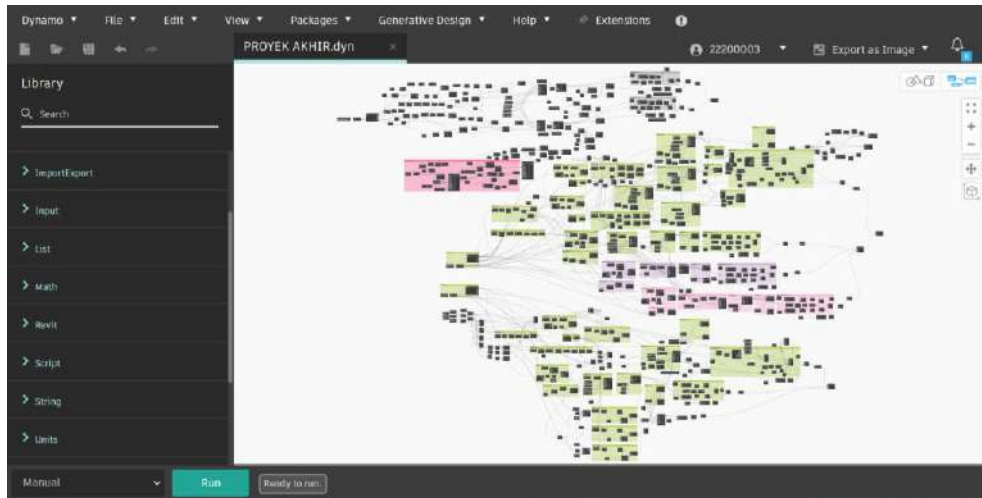 Dynamo File Edit View Packages Generative Design Help Extensions
PROYEK AKHIR.dyn 22200003 Export as Image
Library
Search
ImportExport
Input
List
Math
Revit
Script
String
Units
Manual Run Ready to run.